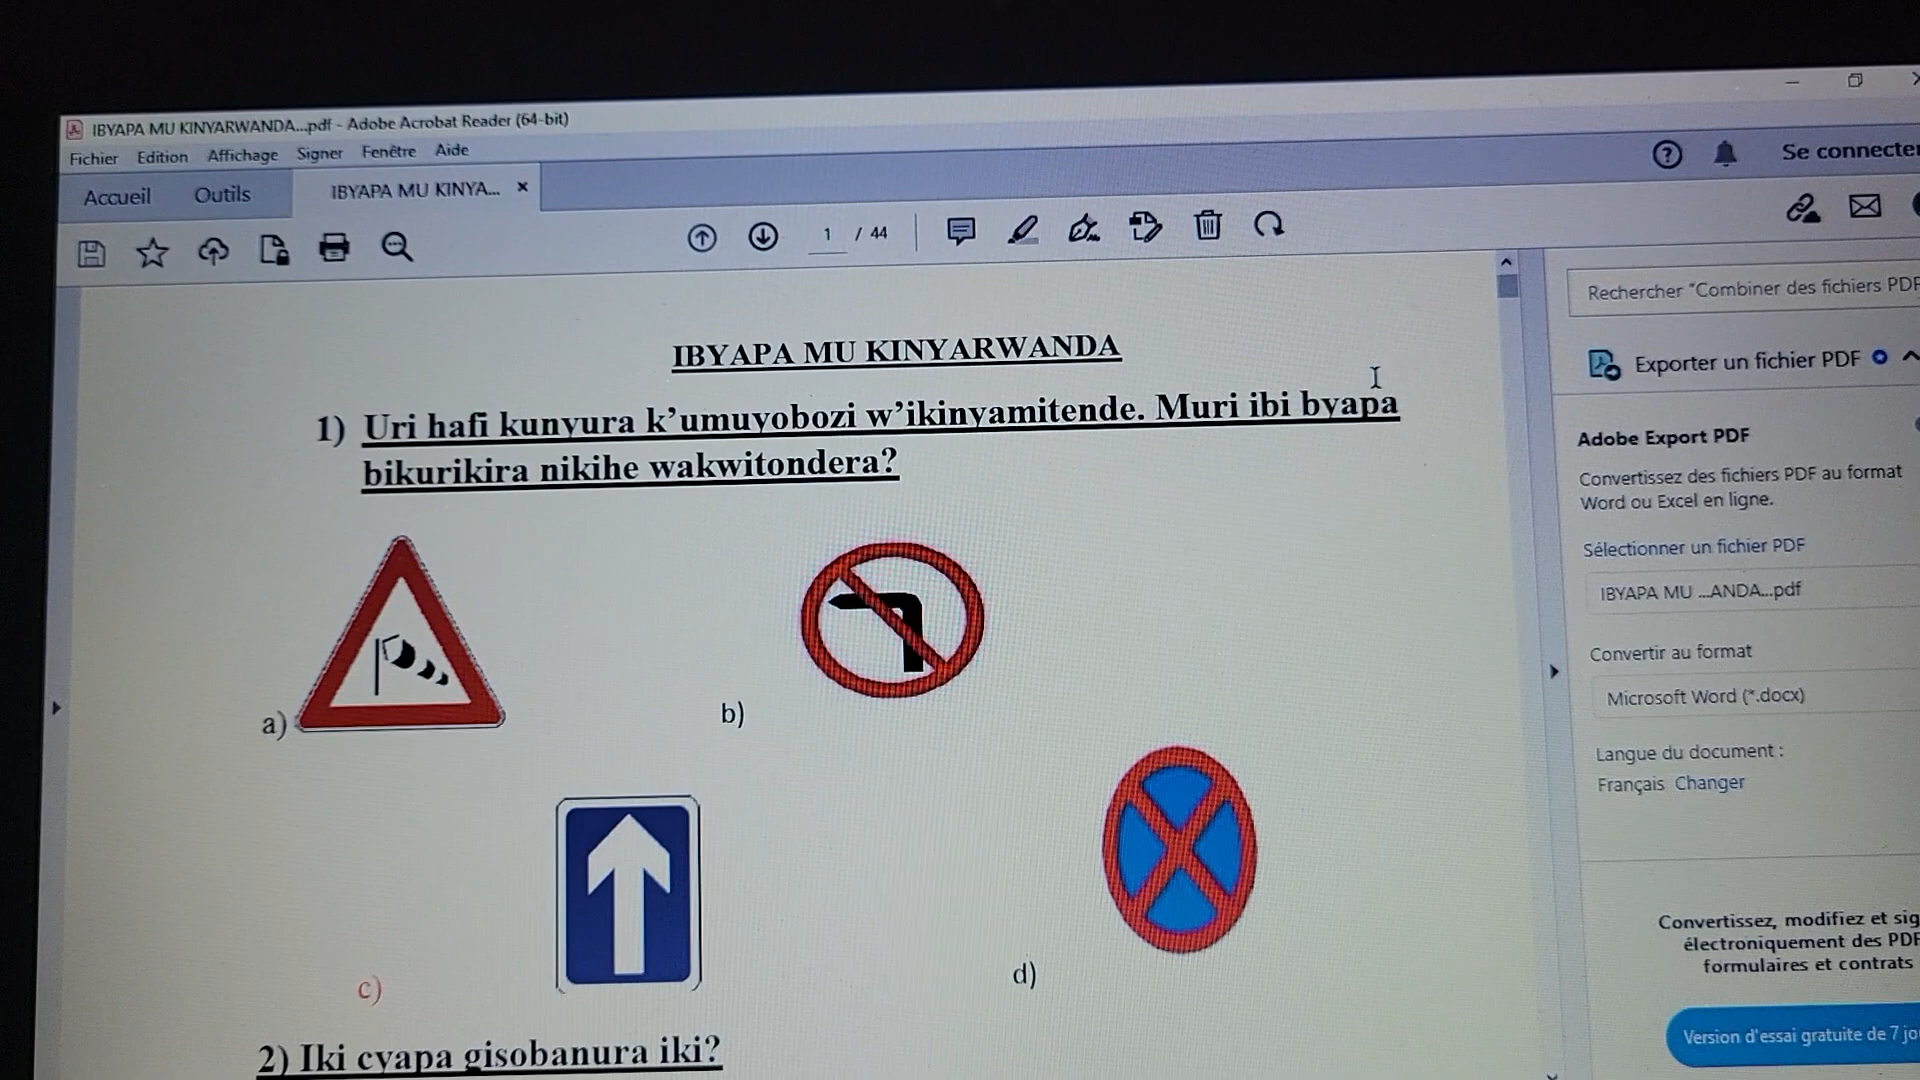 IBYAPA MU KINYARWANDA...pdf - Adobe Acrobat Reader (64-bit)
Fichier Edition Affichage Signer Fenêtre Aide
Se connecter
Accueil Outils IBYAPA MU KINYA...
1 / 44
Rechercher "Combiner des fichiers PDF
Exporter un fichier PDF
Adobe Export PDF
Convertissez des fichiers PDF au format
Word ou Excel en ligne.
Sélectionner un fichier PDF
IBYAPA MU ...ANDA...pdf
Convertir au format
Microsoft Word (*.docx)
Langue du document :
Français Changer
Convertissez, modifiez et sig
électroniquement des PDF
formulaires et contrats
Version d'essai gratuite de 7 jo
IBYAPA MU KINYARWANDA
1) Uri hafi kunyura k'umuyobozi w'ikinyamitende. Muri ibi byapa
bikurikira nikihe wakwitondera?
a)
b)
c)
d)
2) Iki cyapa gisobanura iki?